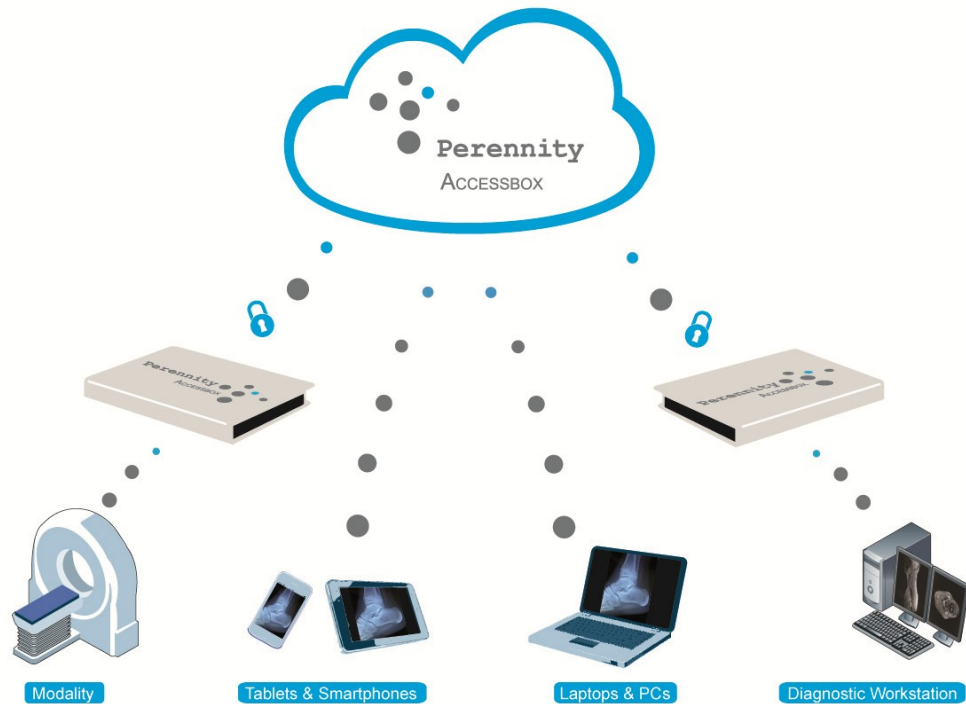 Perennity
ACCESSBOX
Perennity
ACCESSBOX
Perennity
ACCESSBOX
Modality
Tablets & Smartphones
Laptops & PCs
Diagnostic Workstation